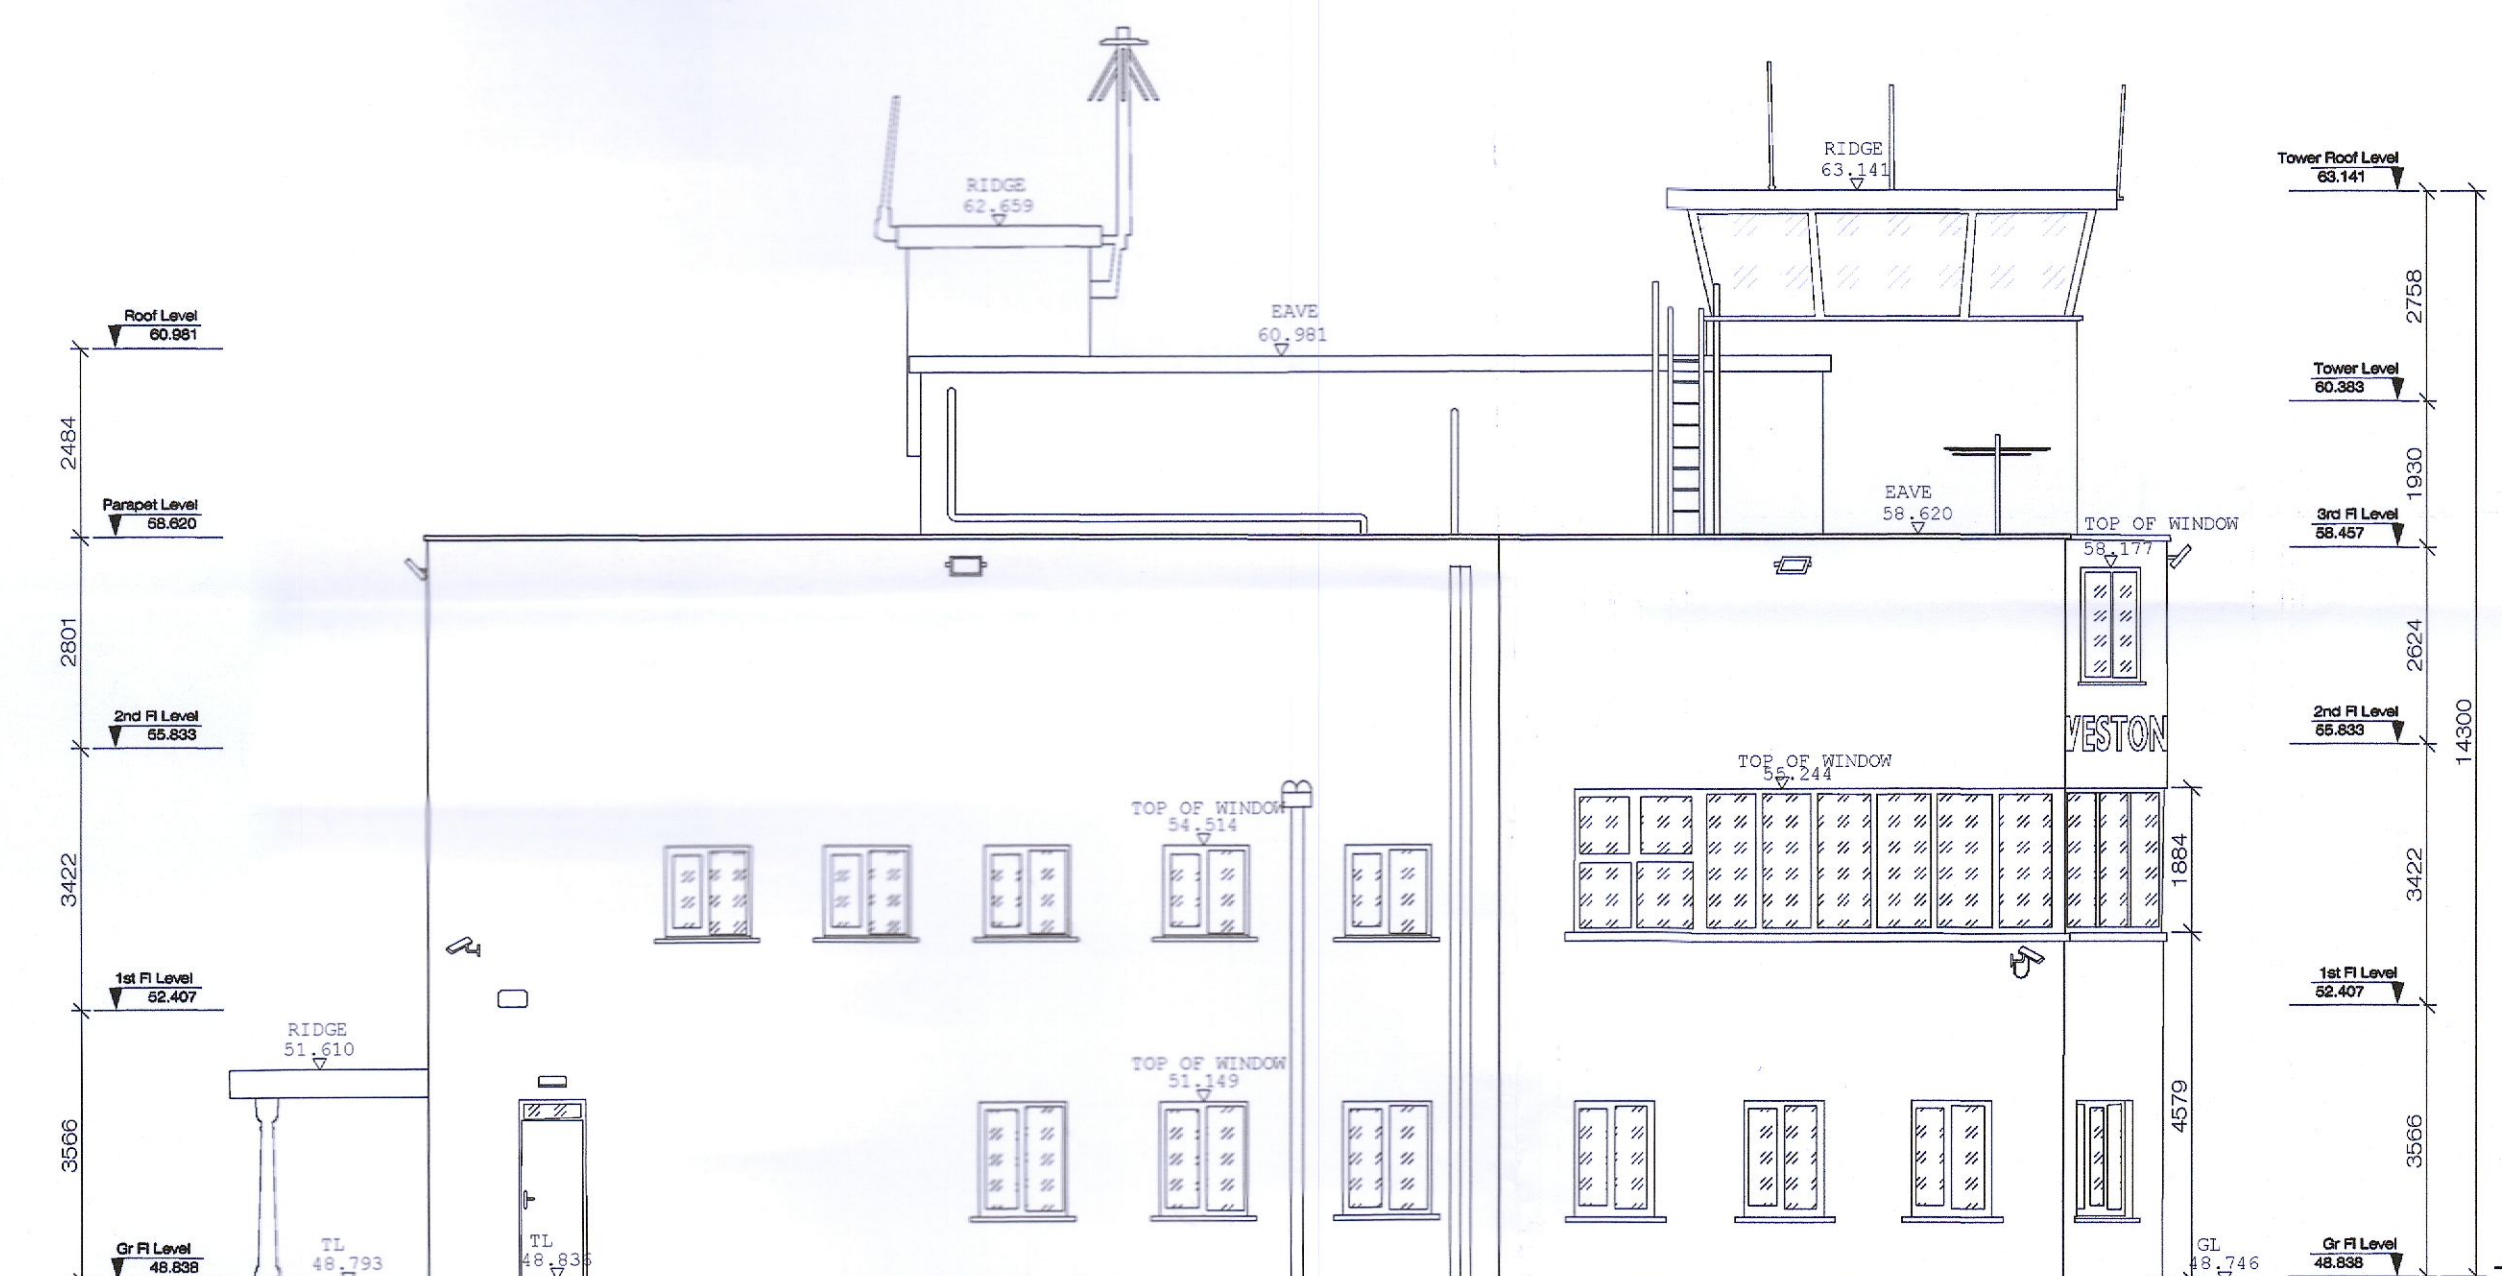 RIDGE
63.141
Tower Roof Level
63.141
RIDGE
62.659
2758
Roof Level
60.981
EAVE
60.981
Tower Level
60.383
2484
1930
Parapet Level
58.620
EAVE
58.620
3rd Fl Level
58.457
TOP OF WINDOW
58.177
2801
2624
2nd Fl Level
55.833
VESTON
2nd Fl Level
55.833
14300
TOP OF WINDOW
55.244
TOP OF WINDOW
54.514
3422
1884
3422
1st Fl Level
52.407
1st Fl Level
52.407
RIDGE
51.610
TOP OF WINDOW
51.149
3566
4579
3566
Gr Fl Level
48.838
TL
48.793
TL
48.836
GL
48.746
Gr Fl Level
48.838